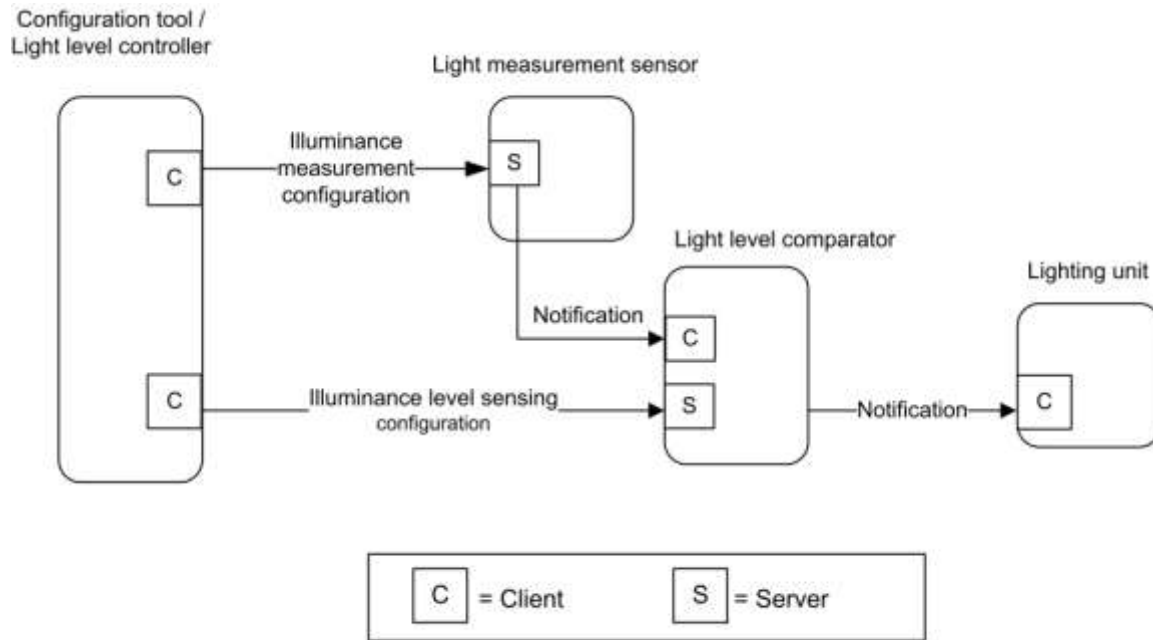 Configuration tool /
Light level controller
Light measurement sensor
C
Illuminance
measurement
configuration
S
Light level comparator
Lighting unit
Notification
C
C
Illuminance level sensing
configuration
S
Notification
C
C = Client
S = Server